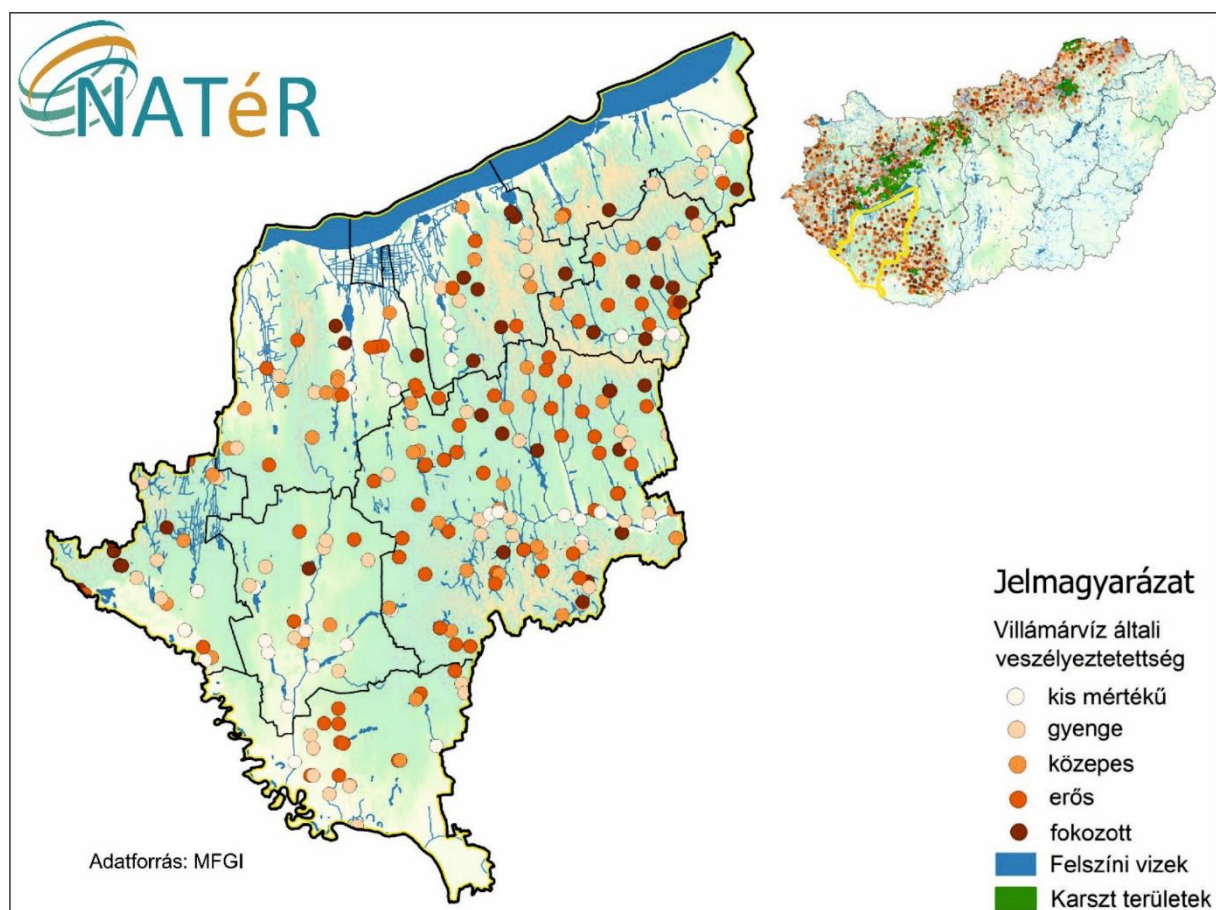 NATéR
Jelmagyarázat
Villámárvíz általi
veszélyeztetettség
kis mértékű
gyenge
közepes
erős
fokozott
Felszíni vizek
Karszt területek
Adatforrás: MFGI